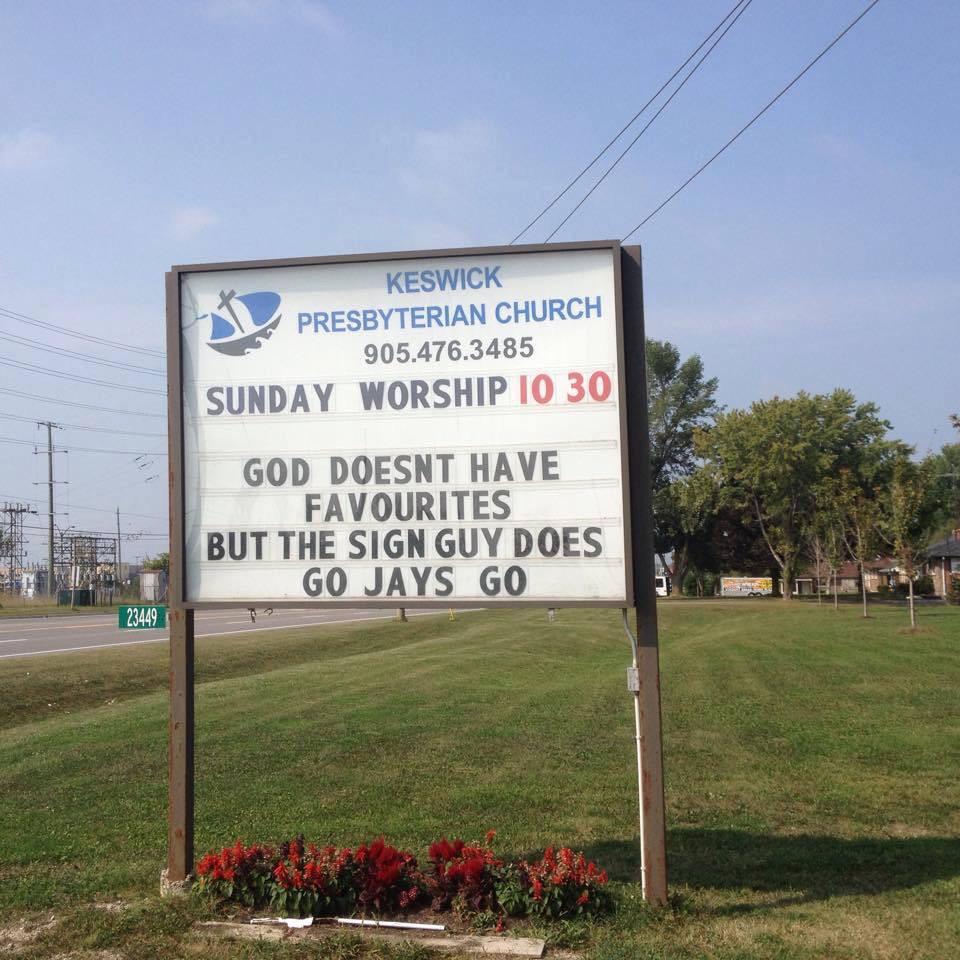 KESWICK
PRESBYTERIAN CHURCH
905.476.3485
SUNDAY WORSHIP 10 30
GOD DOESNT HAVE
FAVOURITES
BUT THE SIGN GUY DOES
GO JAYS GO
23449